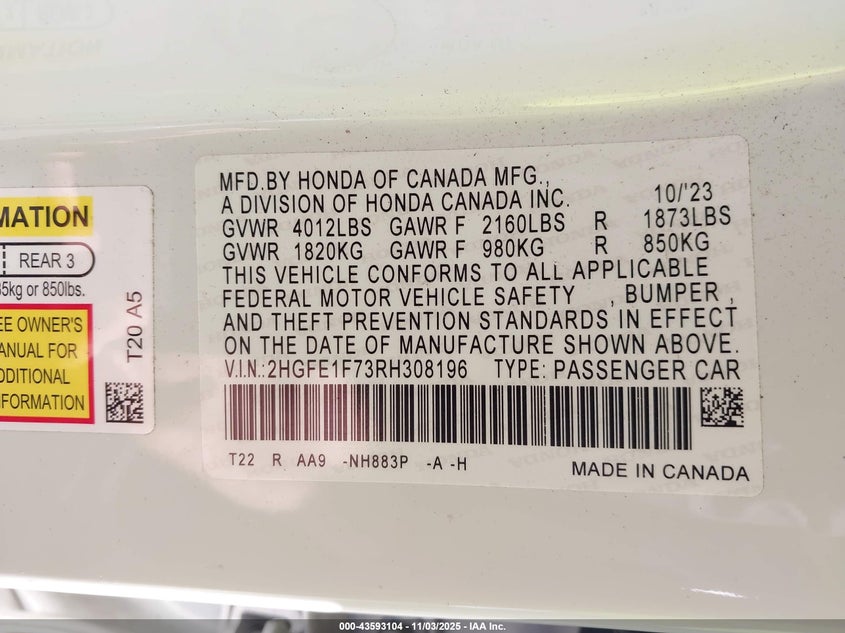 MFD.BY HONDA OF CANADA MFG.,
A DIVISION OF HONDA CANADA INC. 10/'23
GVWR 4012LBS GAWR F 2160LBS R 1873LBS
GVWR 1820KG GAWR F 980KG R 850KG
THIS VEHICLE CONFORMS TO ALL APPLICABLE
FEDERAL MOTOR VEHICLE SAFETY , BUMPER ,
AND THEFT PREVENTION STANDARDS IN EFFECT
ON THE DATE OF MANUFACTURE SHOWN ABOVE.
V.I.N.:2HGFE1F73RH308196 TYPE: PASSENGER CAR
T22 R AA9 -NH883P -A -H
MADE IN CANADA
MATION
REAR 3
85kg or 850lbs.
EE OWNER'S
ANUAL FOR
DDITIONAL
NFORMATION
T20 A5
000-43593104 | 11/03/2025 - IAA Inc.